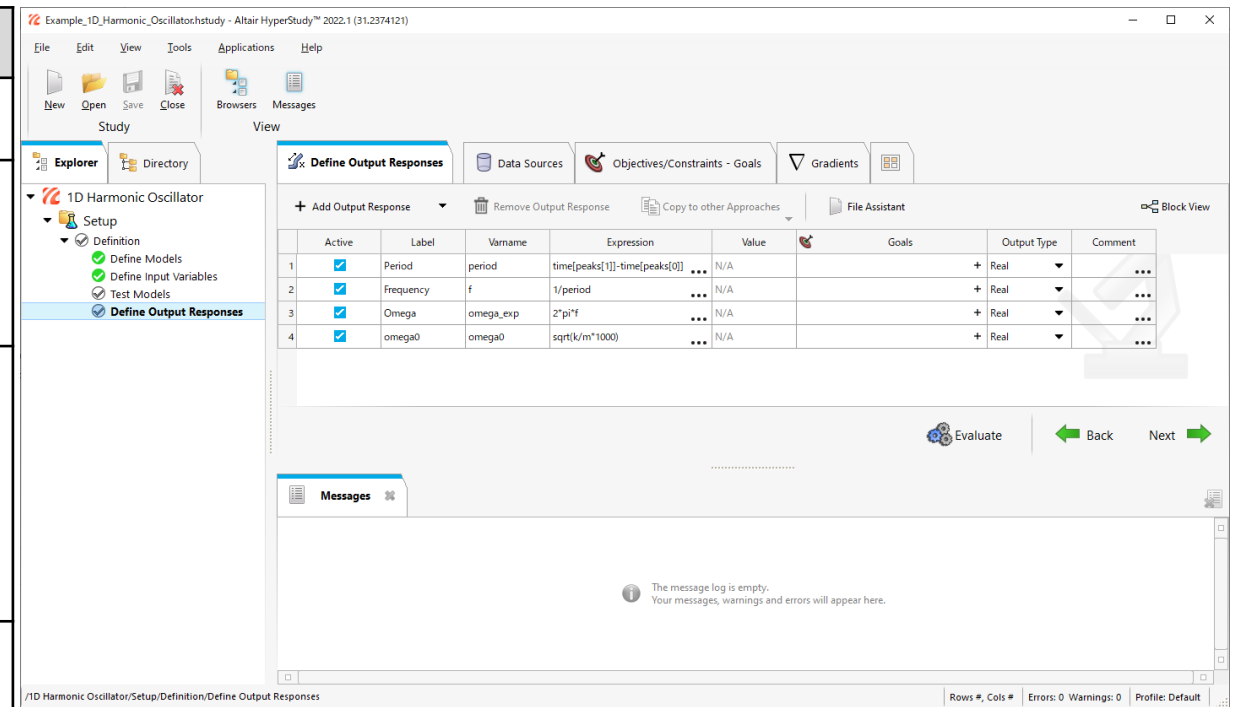 Example_1D_Harmonic_Oscillator.hstudy - Altair HyperStudy™ 2022.1 (31.2374121)
File Edit View Tools Applications Help
New Open Save Close Browsers Messages
Study View
Explorer Directory
Define Output Responses Data Sources Objectives/Constraints - Goals Gradients
1D Harmonic Oscillator
Setup
Definition
Define Models
Define Input Variables
Test Models
Define Output Responses
+ Add Output Response Remove Output Response Copy to other Approaches File Assistant Block View
Active Label Varname Expression Value Goals Output Type Comment
1 Period period time[peaks[1]]-time[peaks[0]] ... N/A + Real ...
2 Frequency f 1/period ... N/A + Real ...
3 Omega omega_exp 2*pi*f ... N/A + Real ...
4 omega0 omega0 sqrt(k/m*1000) ... N/A + Real ...
Evaluate Back Next
Messages
The message log is empty.
Your messages, warnings and errors will appear here.
/1D Harmonic Oscillator/Setup/Definition/Define Output Responses Rows #, Cols # Errors: 0 Warnings: 0 Profile: Default